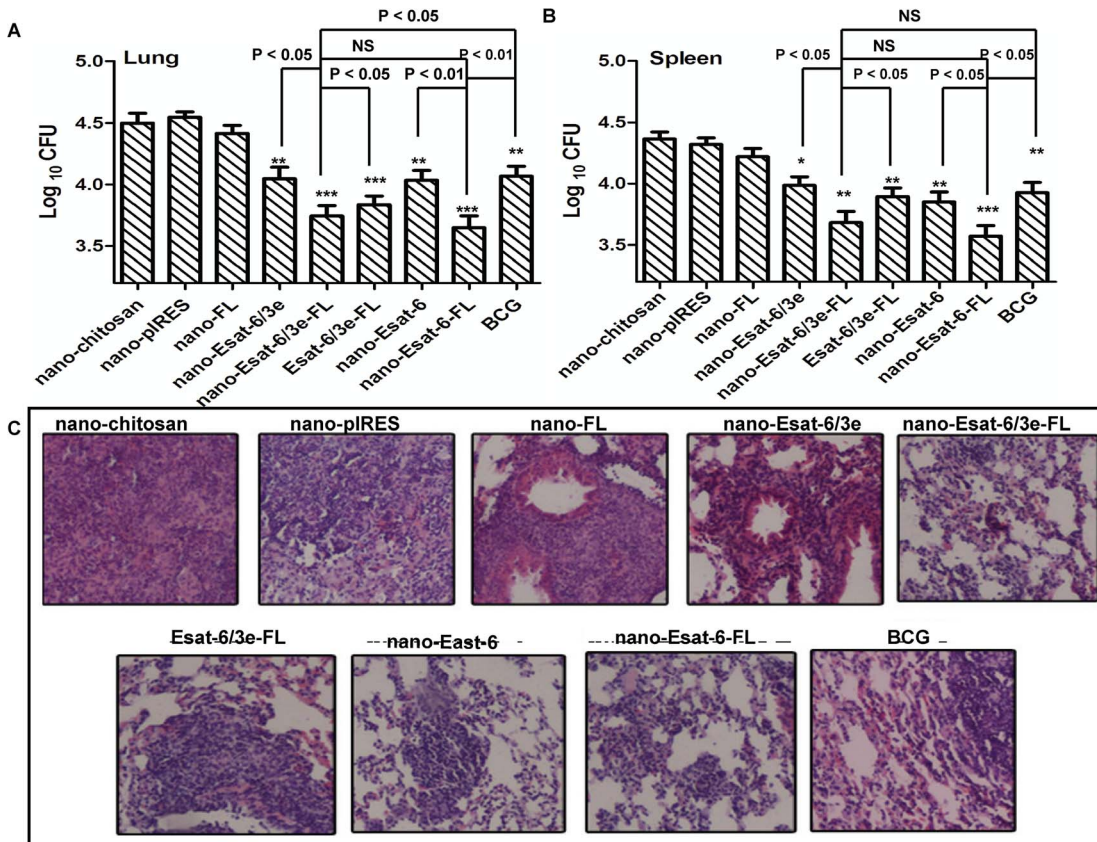 A
Lung
P < 0.05
NS
P < 0.05
P < 0.01
P < 0.05
P < 0.01
5.0
4.5
4.0
3.5
Log 10 CFU
**
***
***
**
***
**
nano-chitosan
nano-pIRES
nano-FL
nano-Esat-6/3e
nano-Esat-6/3e-FL
Esat-6/3e-FL
nano-Esat-6
nano-Esat-6-FL
BCG
B
Spleen
NS
P < 0.05
NS
P < 0.05
P < 0.05
P < 0.05
5.0
4.5
4.0
3.5
Log 10 CFU
*
**
**
**
***
**
nano-chitosan
nano-pIRES
nano-FL
nano-Esat-6/3e
nano-Esat-6/3e-FL
Esat-6/3e-FL
nano-Esat-6
nano-Esat-6-FL
BCG
C
nano-chitosan
nano-pIRES
nano-FL
nano-Esat-6/3e
nano-Esat-6/3e-FL
Esat-6/3e-FL
nano-East-6
nano-Esat-6-FL
BCG